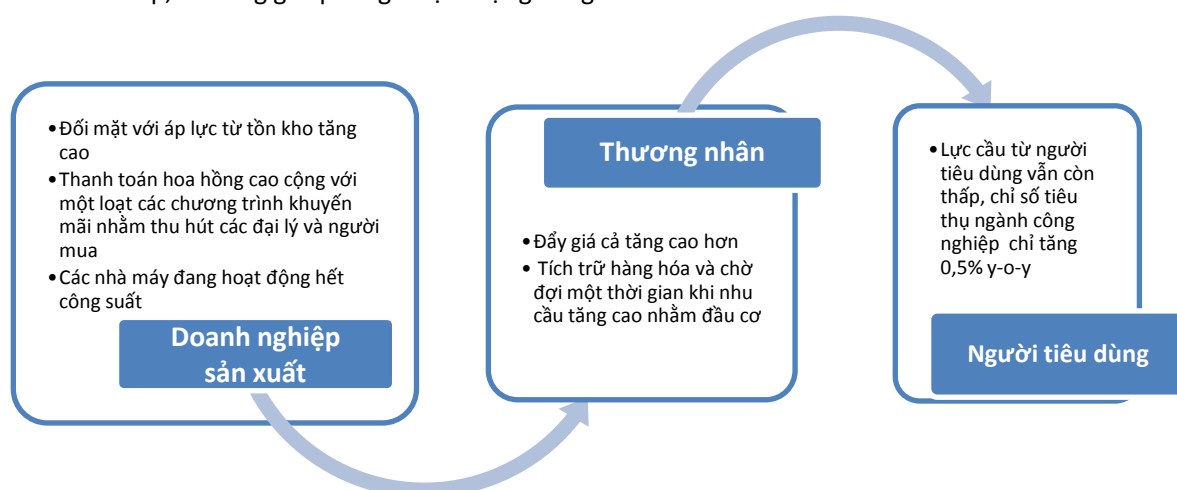 •Đối mặt với áp lực từ tồn kho tăng
cao
•Thanh toán hoa hồng cao cộng với
một loạt các chương trình khuyến
mãi nhằm thu hút các đại lý và người
mua
•Các nhà máy đang hoạt động hết
công suất
Doanh nghiệp
sản xuất
Thương nhân
•Đẩy giá cả tăng cao hơn
• Tích trữ hàng hóa và chờ
đợi một thời gian khi nhu
cầu tăng cao nhằm đầu cơ
•Lực cầu từ người
tiêu dùng vẫn còn
thấp, chỉ số tiêu
thụ ngành công
nghiệp chỉ tăng
0,5% y-o-y
Người tiêu dùng